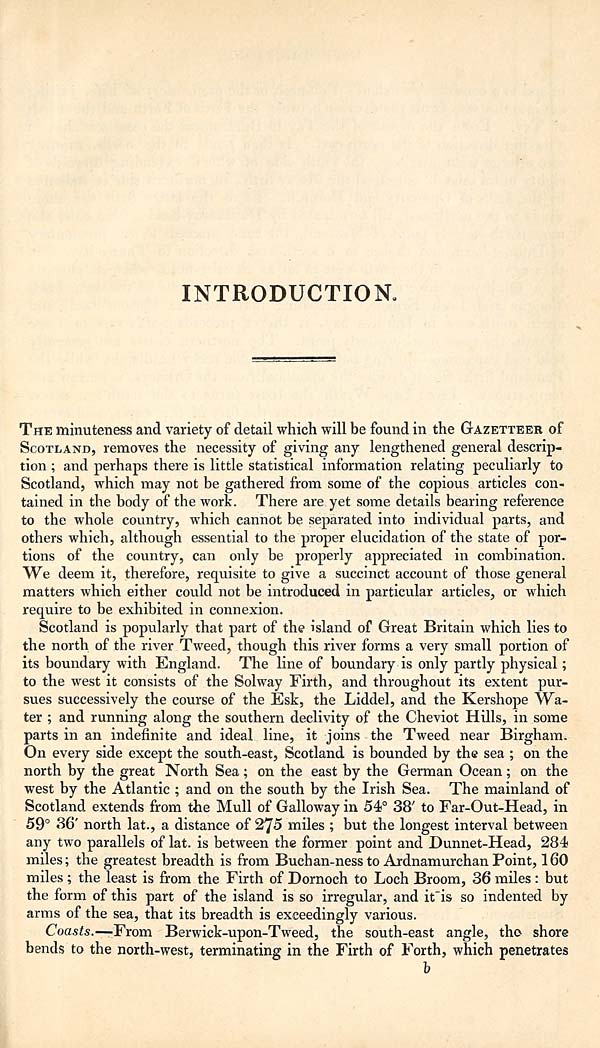 INTRODUCTION.
THE minuteness and variety of detail which will be found in the GAZETTEER of
SCOTLAND, removes the necessity of giving any lengthened general descrip-
tion ; and perhaps there is little statistical information relating peculiarly to
Scotland, which may not be gathered from some of the copious articles con-
tained in the body of the work. There are yet some details bearing reference
to the whole country, which cannot be separated into individual parts, and
others which, although essential to the proper elucidation of the state of por-
tions of the country, can only be properly appreciated in combination.
We deem it, therefore, requisite to give a succinct account of those general
matters which either could not be introduced in particular articles, or which
require to be exhibited in connexion.
Scotland is popularly that part of the island of Great Britain which lies to
the north of the river Tweed, though this river forms a very small portion of
its boundary with England. The line of boundary is only partly physical ;
to the west it consists of the Solway Firth, and throughout its extent pur-
sues successively the course of the Esk, the Liddel, and the Kershope Wa-
ter ; and running along the southern declivity of the Cheviot Hills, in some
parts in an indefinite and ideal line, it joins the Tweed near Birgham.
On every side except the south-east, Scotland is bounded by the sea ; on the
north by the great North Sea ; on the east by the German Ocean ; on the
west by the Atlantic ; and on the south by the Irish Sea. The mainland of
Scotland extends from the Mull of Galloway in 54° 38' to Far-Out-Head, in
59° 36' north lat., a distance of 275 miles ; but the longest interval between
any two parallels of lat. is between the former point and Dunnet-Head, 284
miles; the greatest breadth is from Buchan-ness to Ardnamurchan Point, 160
miles ; the least is from the Firth of Dornoch to Loch Broom, 36 miles : but
the form of this part of the island is so irregular, and it is so indented by
arms of the sea, that its breadth is exceedingly various.
Coasts.—From Berwick-upon-Tweed, the south-east angle, the shore
bends to the north-west, terminating in the Firth of Forth, which penetrates
b